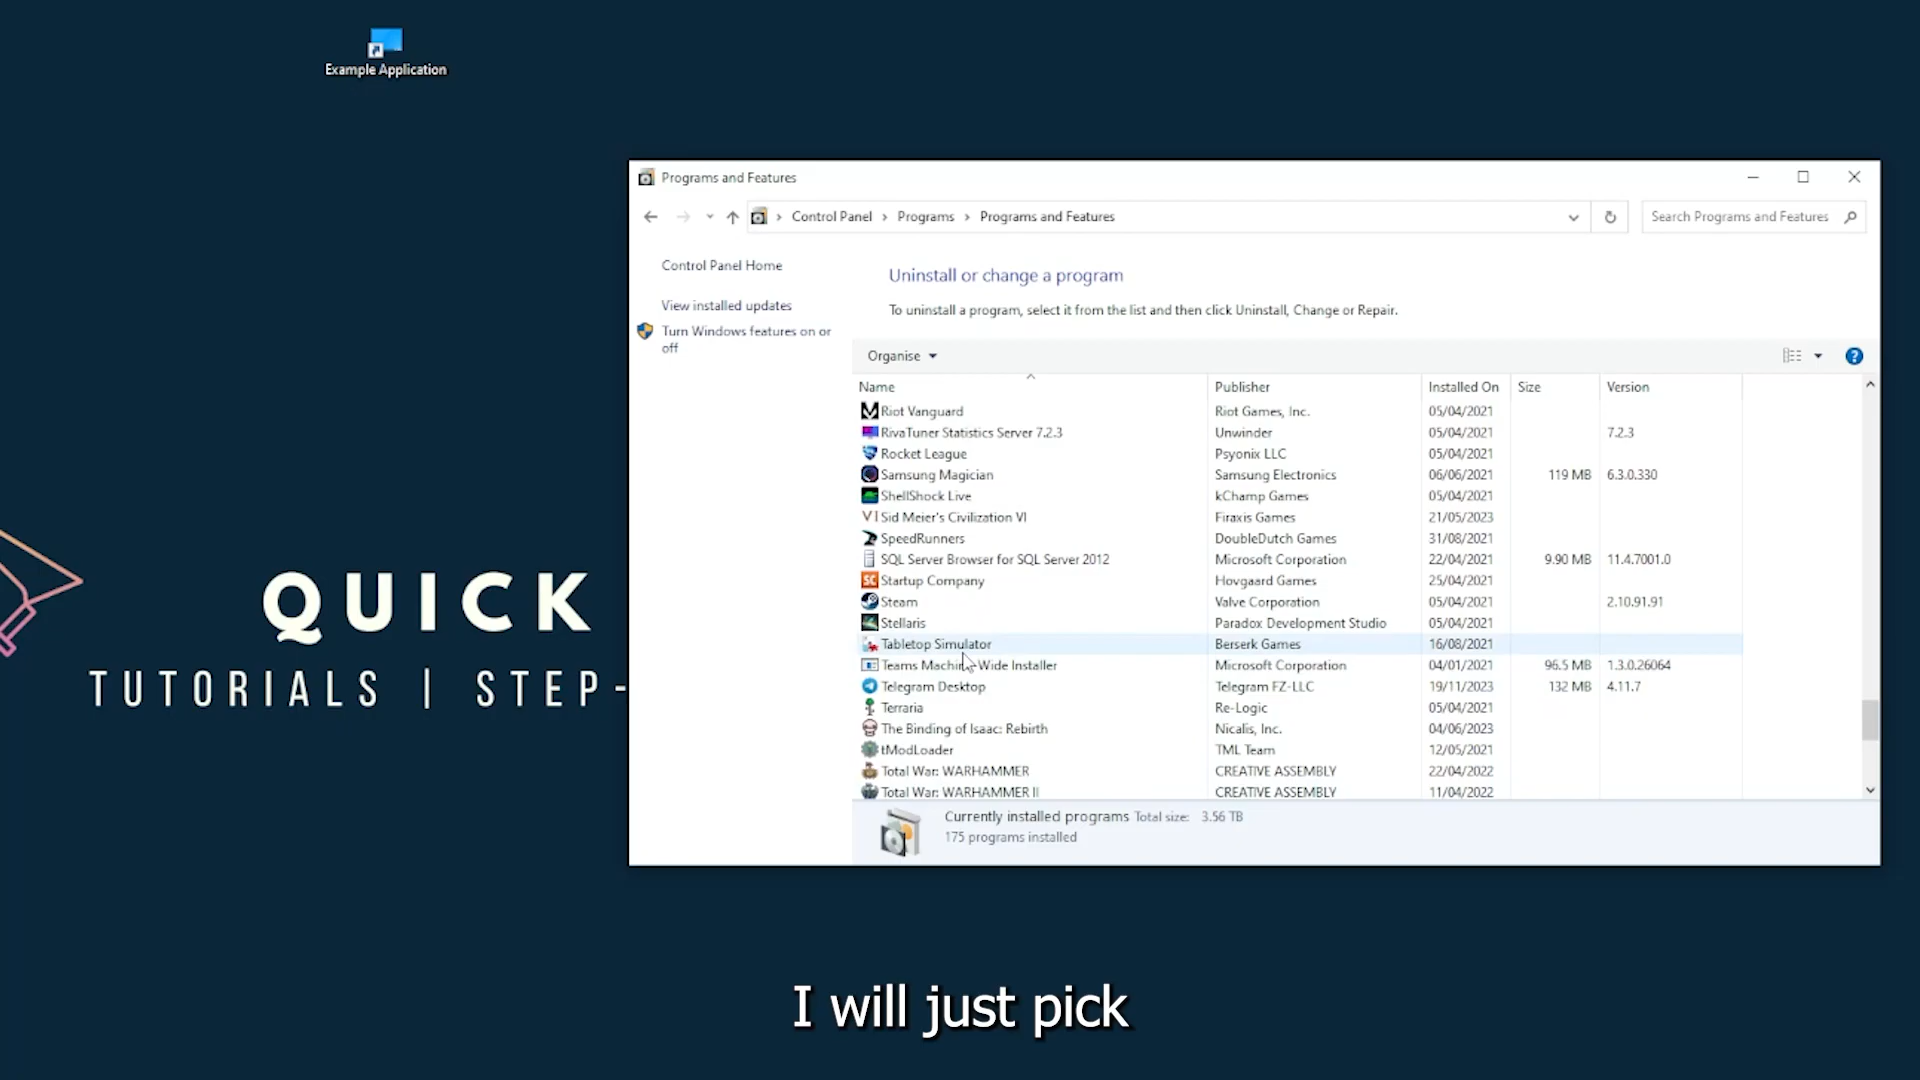 Example Application
QUICK
TUTORIALS | STEP-
Programs and Features
Control Panel > Programs > Programs and Features
Search Programs and Features
Control Panel Home
View installed updates
Turn Windows features on or
off
Uninstall or change a program
To uninstall a program, select it from the list and then click Uninstall, Change or Repair.
Organise
Name Publisher Installed On Size Version
Riot Vanguard Riot Games, Inc. 05/04/2021
RivaTuner Statistics Server 7.2.3 Unwinder 05/04/2021 7.2.3
Rocket League Psyonix LLC 05/04/2021
Samsung Magician Samsung Electronics 06/06/2021 119 MB 6.3.0.330
ShellShock Live kChamp Games 05/04/2021
VI Sid Meier's Civilization VI Firaxis Games 21/05/2023
SpeedRunners DoubleDutch Games 31/08/2021
SQL Server Browser for SQL Server 2012 Microsoft Corporation 22/04/2021 9.90 MB 11.4.7001.0
SC Startup Company Hovgaard Games 25/04/2021
Steam Valve Corporation 05/04/2021 2.10.91.91
Stellaris Paradox Development Studio 05/04/2021
Tabletop Simulator Berserk Games 16/08/2021
Teams Machine-Wide Installer Microsoft Corporation 04/01/2021 96.5 MB 1.3.0.26064
Telegram Desktop Telegram FZ-LLC 19/11/2023 132 MB 4.11.7
Terraria Re-Logic 05/04/2021
The Binding of Isaac: Rebirth Nicalis, Inc. 04/06/2023
tModLoader TML Team 12/05/2021
Total War: WARHAMMER CREATIVE ASSEMBLY 22/04/2022
Total War: WARHAMMER II CREATIVE ASSEMBLY 11/04/2022
Currently installed programs Total size: 3.56 TB
175 programs installed
I will just pick